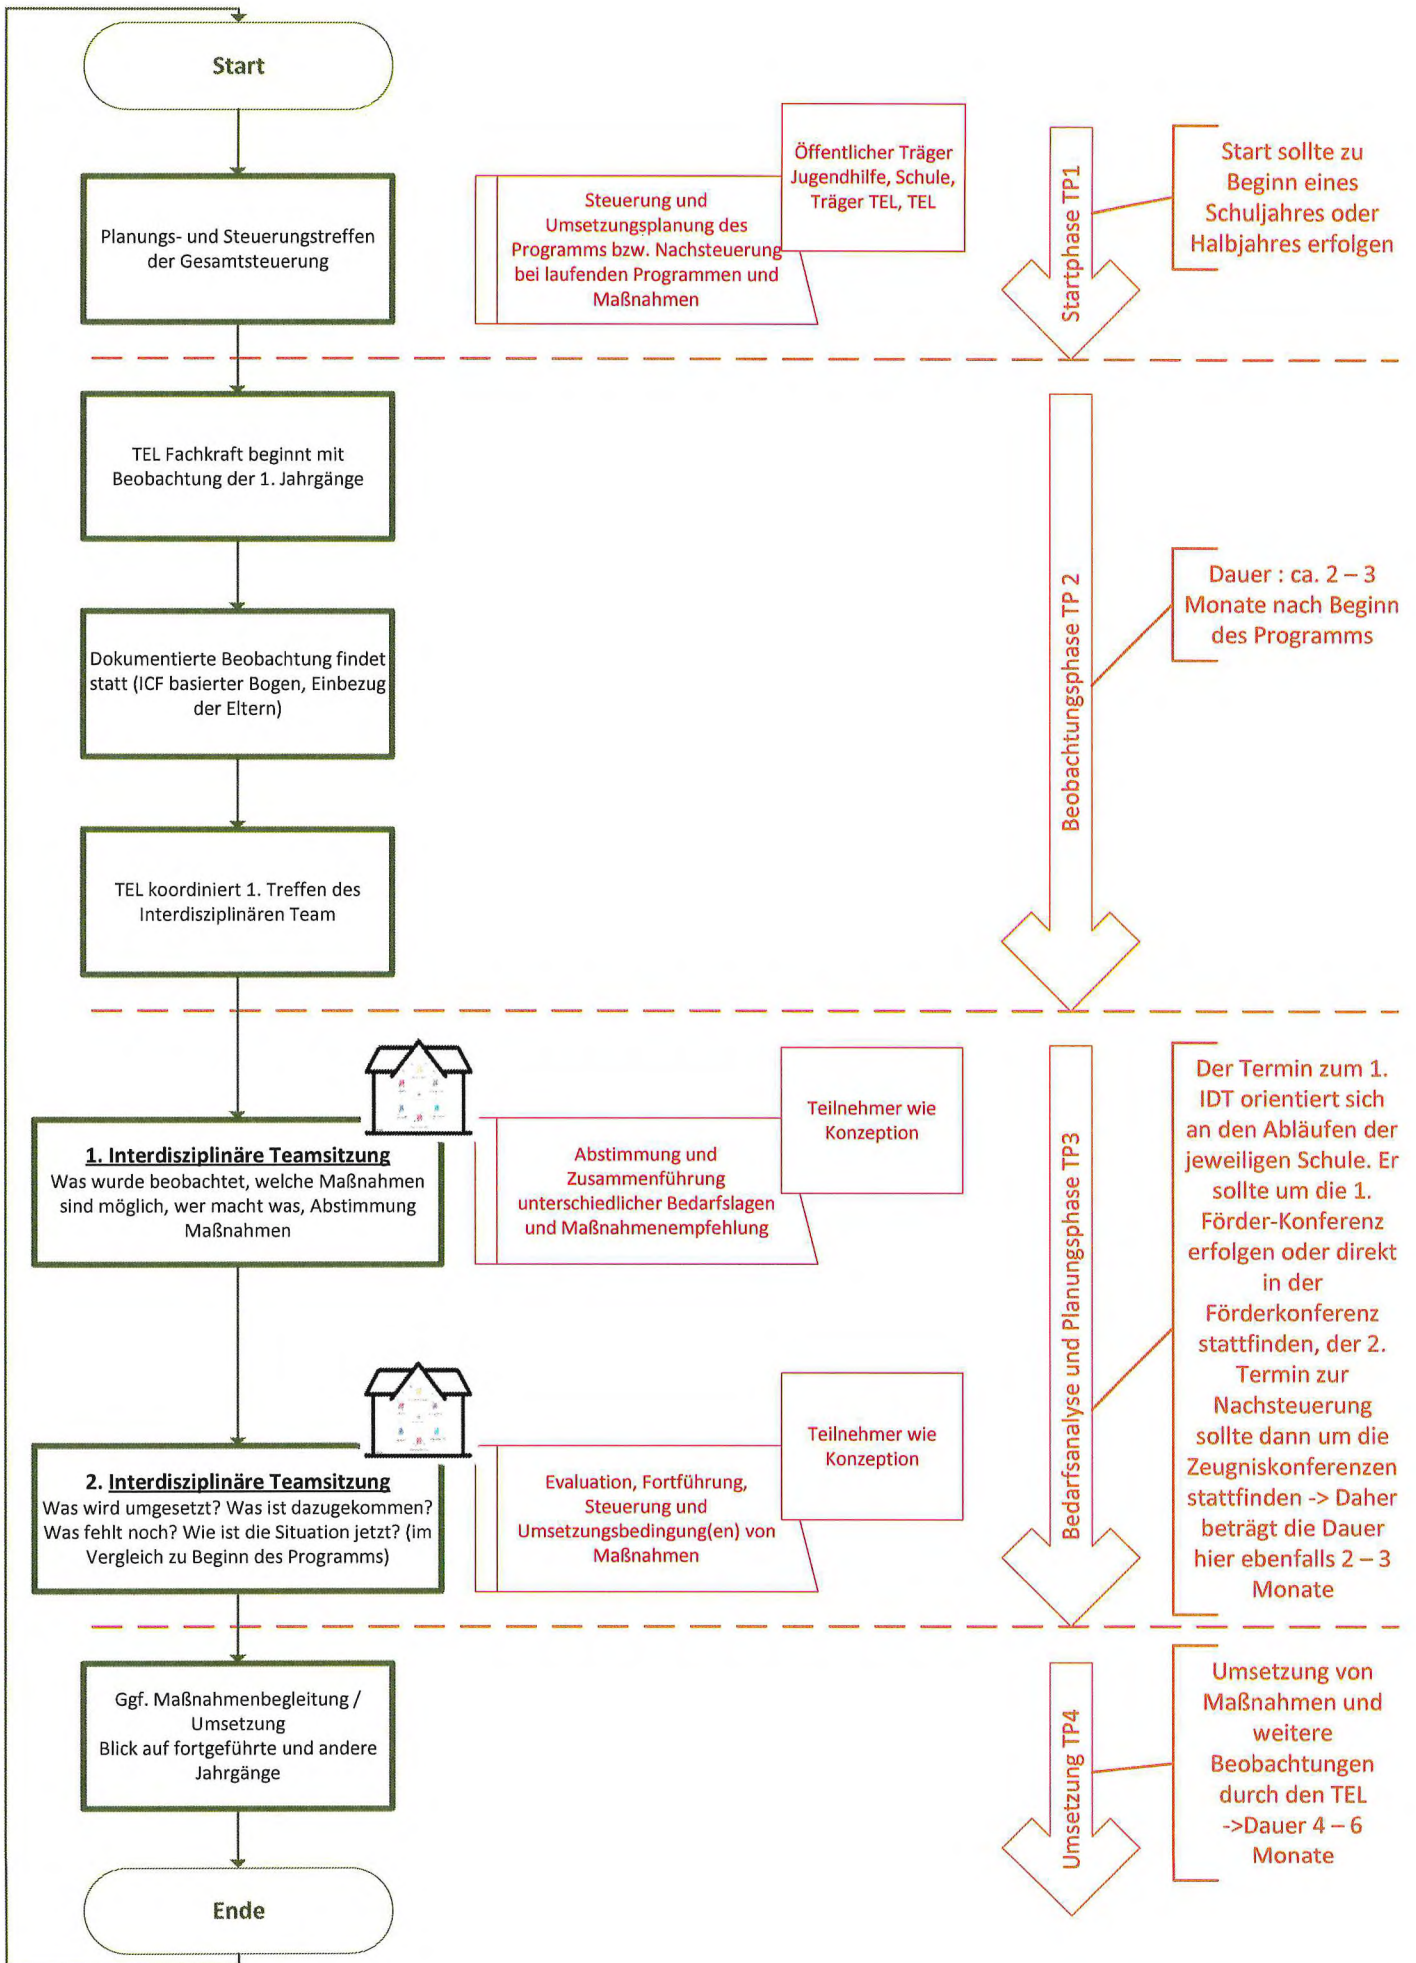 Start
Planungs- und Steuerungstreffen
der Gesamtsteuerung
Steuerung und
Umsetzungsplanung des
Programms bzw. Nachsteuerung
bei laufenden Programmen und
Maßnahmen
Öffentlicher Träger
Jugendhilfe, Schule,
Träger TEL, TEL
Startphase TP1
Start sollte zu
Beginn eines
Schuljahres oder
Halbjahres erfolgen
TEL Fachkraft beginnt mit
Beobachtung der 1. Jahrgänge
Dokumentierte Beobachtung findet
statt (ICF basierter Bogen, Einbezug
der Eltern)
TEL koordiniert 1. Treffen des
Interdisziplinären Team
Beobachtungsphase TP 2
Dauer : ca. 2 – 3
Monate nach Beginn
des Programms
1. Interdisziplinäre Teamsitzung
Was wurde beobachtet, welche Maßnahmen
sind möglich, wer macht was, Abstimmung
Maßnahmen
Abstimmung und
Zusammenführung
unterschiedlicher Bedarfslagen
und Maßnahmenempfehlung
Teilnehmer wie
Konzeption
2. Interdisziplinäre Teamsitzung
Was wird umgesetzt? Was ist dazugekommen?
Was fehlt noch? Wie ist die Situation jetzt? (im
Vergleich zu Beginn des Programms)
Evaluation, Fortführung,
Steuerung und
Umsetzungsbedingung(en) von
Maßnahmen
Teilnehmer wie
Konzeption
Bedarfsanalyse und Planungsphase TP3
Der Termin zum 1.
IDT orientiert sich
an den Abläufen der
jeweiligen Schule. Er
sollte um die 1.
Förder-Konferenz
erfolgen oder direkt
in der
Förderkonferenz
stattfinden, der 2.
Termin zur
Nachsteuerung
sollte dann um die
Zeugniskonferenzen
stattfinden -> Daher
beträgt die Dauer
hier ebenfalls 2 – 3
Monate
Ggf. Maßnahmenbegleitung /
Umsetzung
Blick auf fortgeführte und andere
Jahrgänge
Umsetzung TP4
Umsetzung von
Maßnahmen und
weitere
Beobachtungen
durch den TEL
->Dauer 4 – 6
Monate
Ende